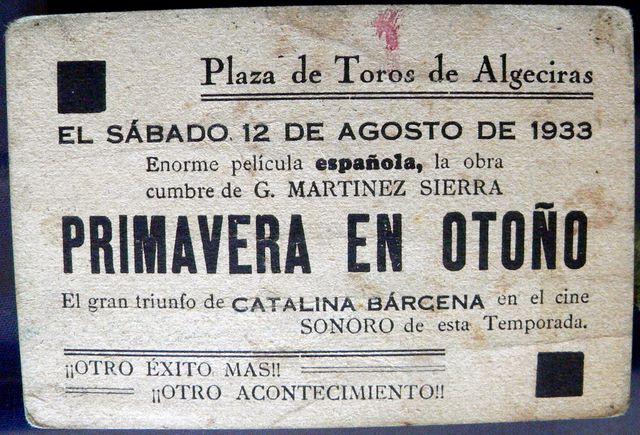 Plaza de Toros de Algeciras
EL SÁBADO 12 DE AGOSTO DE 1933
Enorme película española, la obra
cumbre de G. MARTINEZ SIERRA
PRIMAVERA EN OTOÑO
El gran triunfo de CATALINA BÁRCENA en el cine
SONORO de esta Temporada.
¡¡OTRO ÉXITO MAS!!
¡¡OTRO ACONTECIMIENTO!!